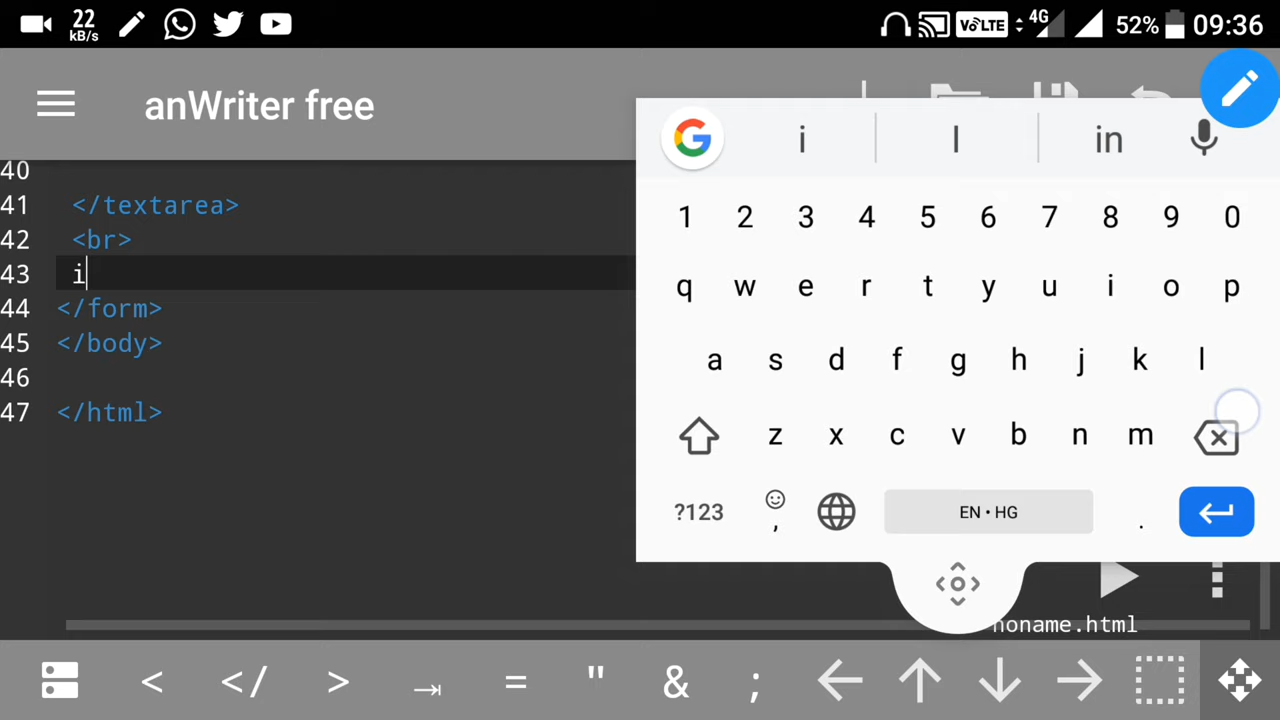 22
kB/s
VoLTE
4G
52%
09:36
anWriter free
40
41 </textarea>
42 <br>
43 i
44 </form>
45 </body>
46
47 </html>
G i I in
1 2 3 4 5 6 7 8 9 0
q w e r t y u i o p
a s d f g h j k l
z x c v b n m
?123 , EN • HG .
noname.html
< </ > = " & ;